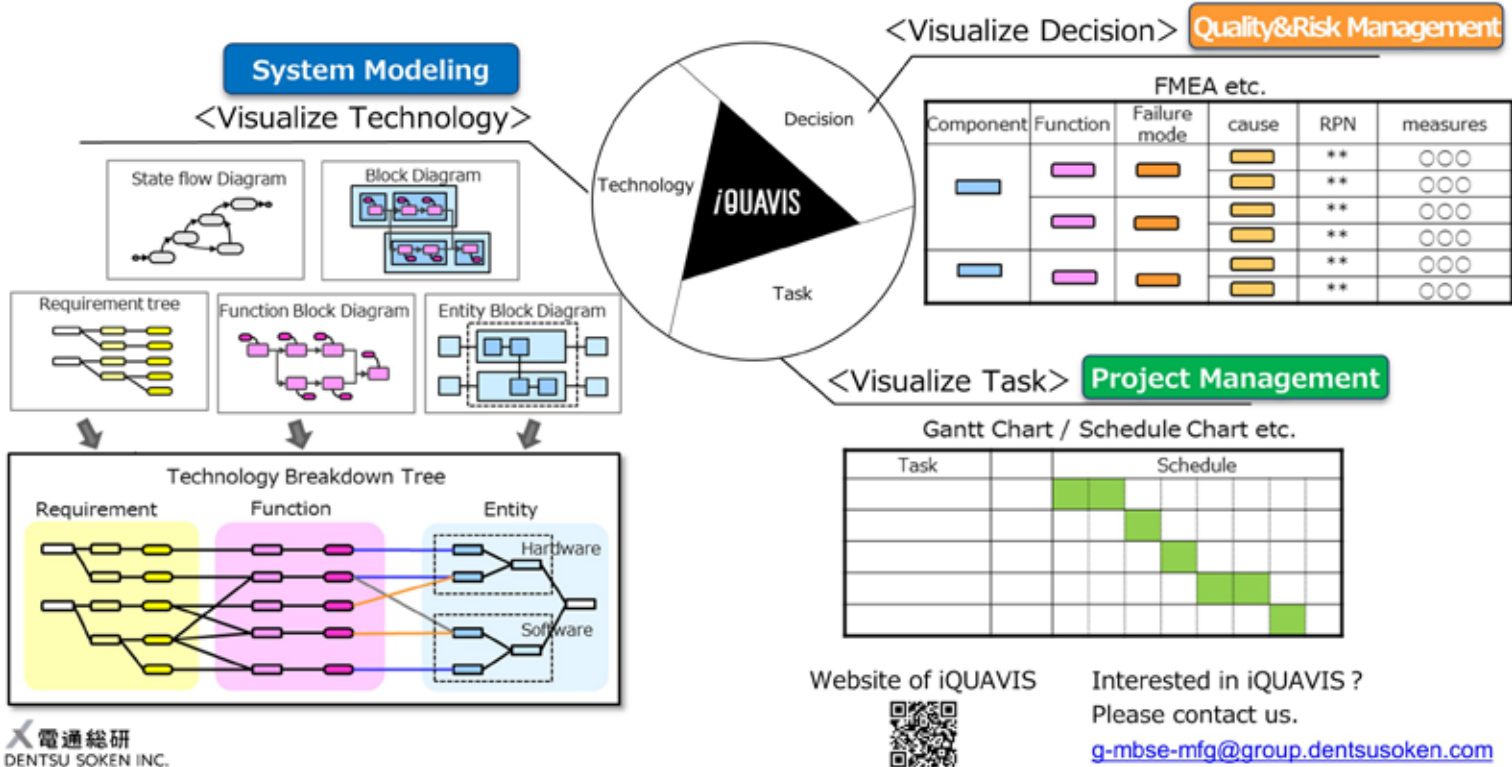 System Modeling
<Visualize Technology>
State flow Diagram
Block Diagram
Requirement tree
Function Block Diagram
Entity Block Diagram
Technology Breakdown Tree
Requirement
Function
Entity
Hardware
Software
電通総研
DENTSU SOKEN INC.
Technology
Decision
Task
iQUAVIS
<Visualize Decision>
Quality&Risk Management
FMEA etc.
Component Function Failure mode cause RPN measures
** ○○○
** ○○○
** ○○○
** ○○○
** ○○○
** ○○○
<Visualize Task>
Project Management
Gantt Chart / Schedule Chart etc.
Task Schedule
Website of iQUAVIS
Interested in iQUAVIS ?
Please contact us.
g-mbse-mfg@group.dentsusoken.com